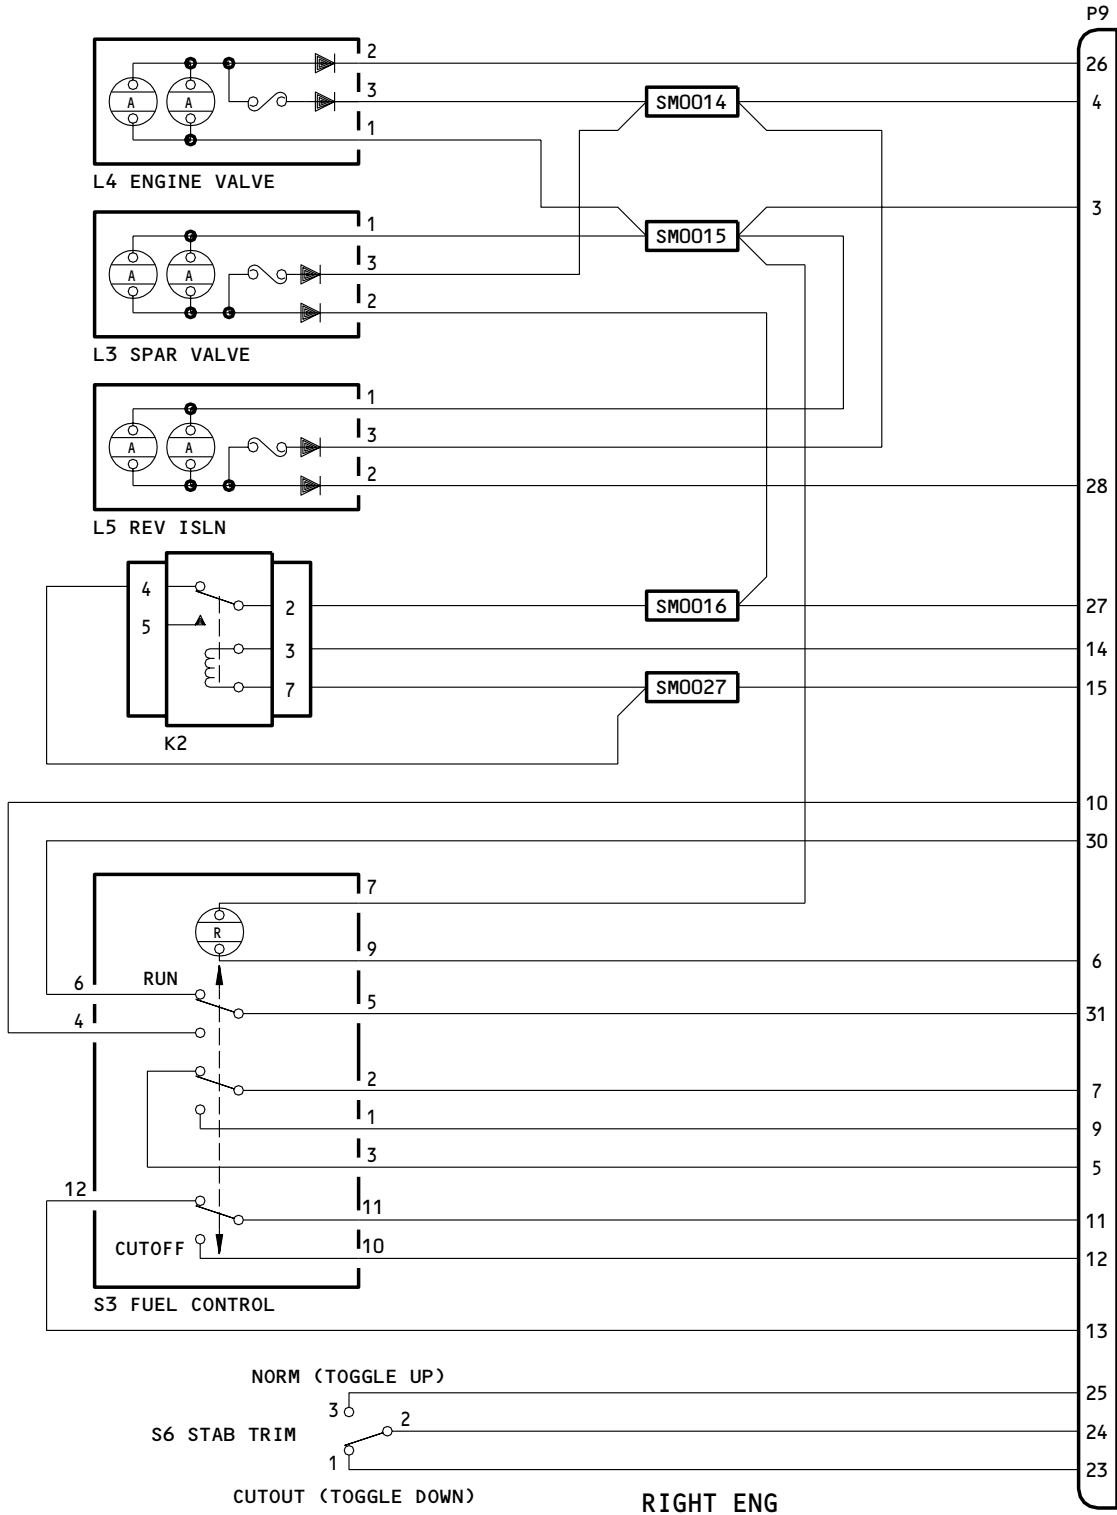 P9
2
26
A A
3
SM0014
4
1
L4 ENGINE VALVE
3
1
SM0015
A A
3
2
L3 SPAR VALVE
1
A A
3
2
28
L5 REV ISLN
4
2
SM0016
27
5
3
14
7
SM0027
15
K2
10
30
7
R
9
6
6
RUN
5
31
4
2
7
1
9
3
5
12
11
11
CUTOFF
10
12
S3 FUEL CONTROL
13
NORM (TOGGLE UP)
25
3
2
S6 STAB TRIM
24
1
23
CUTOUT (TOGGLE DOWN)
RIGHT ENG